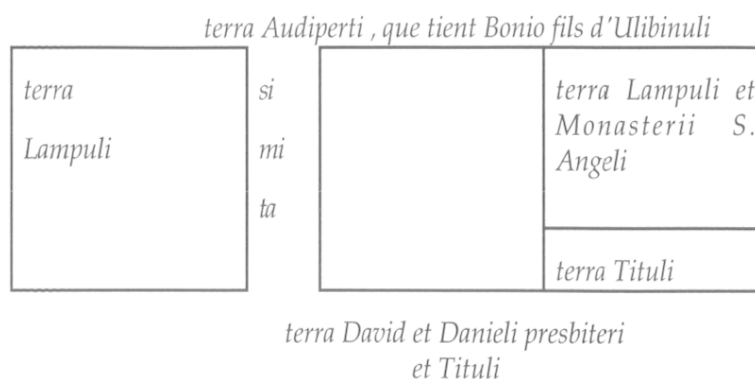 terra Audiperti , que tient Bonio fils d'Ulibinuli
terra
Lampuli
si
mi
ta
terra Lampuli et
Monasterii S.
Angeli
terra Tituli
terra David et Danieli presbiteri
et Tituli